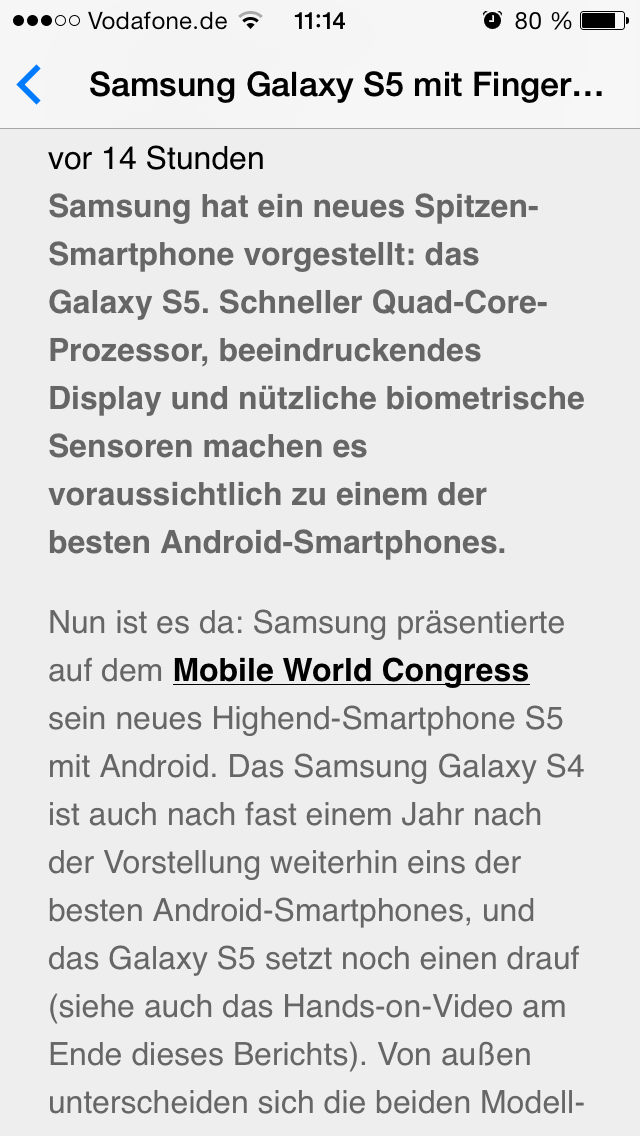 Vodafone.de 11:14 80 %
Samsung Galaxy S5 mit Finger…
vor 14 Stunden
Samsung hat ein neues Spitzen-
Smartphone vorgestellt: das
Galaxy S5. Schneller Quad-Core-
Prozessor, beeindruckendes
Display und nützliche biometrische
Sensoren machen es
voraussichtlich zu einem der
besten Android-Smartphones.
Nun ist es da: Samsung präsentierte
auf dem Mobile World Congress
sein neues Highend-Smartphone S5
mit Android. Das Samsung Galaxy S4
ist auch nach fast einem Jahr nach
der Vorstellung weiterhin eins der
besten Android-Smartphones, und
das Galaxy S5 setzt noch einen drauf
(siehe auch das Hands-on-Video am
Ende dieses Berichts). Von außen
unterscheiden sich die beiden Modell-